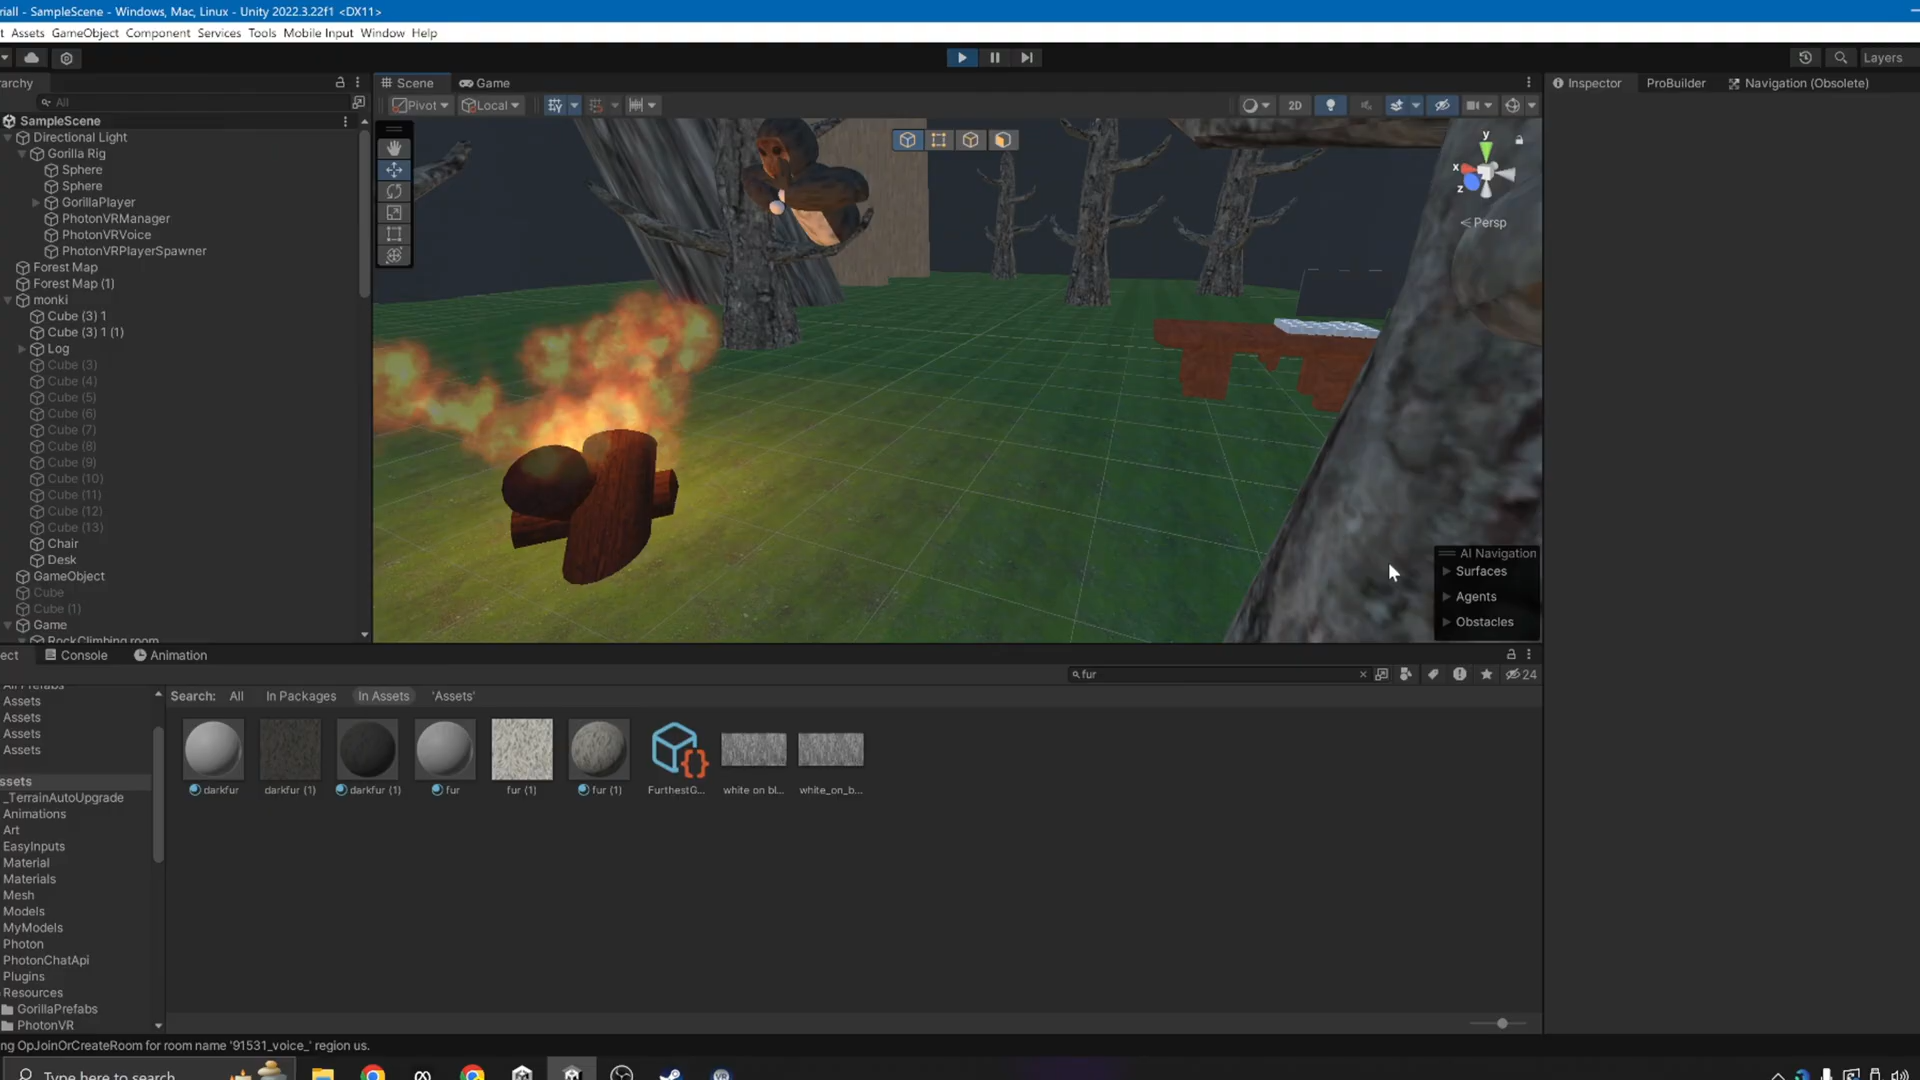 riall - SampleScene - Windows, Mac, Linux - Unity 2022.3.22f1 <DX11>
t Assets GameObject Component Services Tools Mobile Input Window Help
Layers
rarchy
Scene Game
Inspector ProBuilder Navigation (Obsolete)
All
Pivot Local 2D
SampleScene
Directional Light
Gorilla Rig
Sphere
Sphere
GorillaPlayer
PhotonVRManager
PhotonVRVoice
PhotonVRPlayerSpawner
Forest Map
Forest Map (1)
monki
Cube (3) 1
Cube (3) 1 (1)
Log
Cube (3)
Cube (4)
Cube (5)
Cube (6)
Cube (7)
Cube (8)
Cube (9)
Cube (10)
Cube (11)
Cube (12)
Cube (13)
Chair
Desk
GameObject
Cube
Cube (1)
Game
RockClimbing room
y
x
z
< Persp
AI Navigation
Surfaces
Agents
Obstacles
ect Console Animation
fur 24
All Prefabs
Assets
Assets
Assets
Assets
ssets
_TerrainAutoUpgrade
Animations
Art
EasyInputs
Material
Materials
Mesh
Models
MyModels
Photon
PhotonChatApi
Plugins
Resources
GorillaPrefabs
PhotonVR
Search: All In Packages In Assets 'Assets'
darkfur darkfur (1) darkfur (1) fur fur (1) fur (1) FurthestG... white on bl... white_on_b...
ng OpJoinOrCreateRoom for room name '91531_voice_' region us.
Type here to search